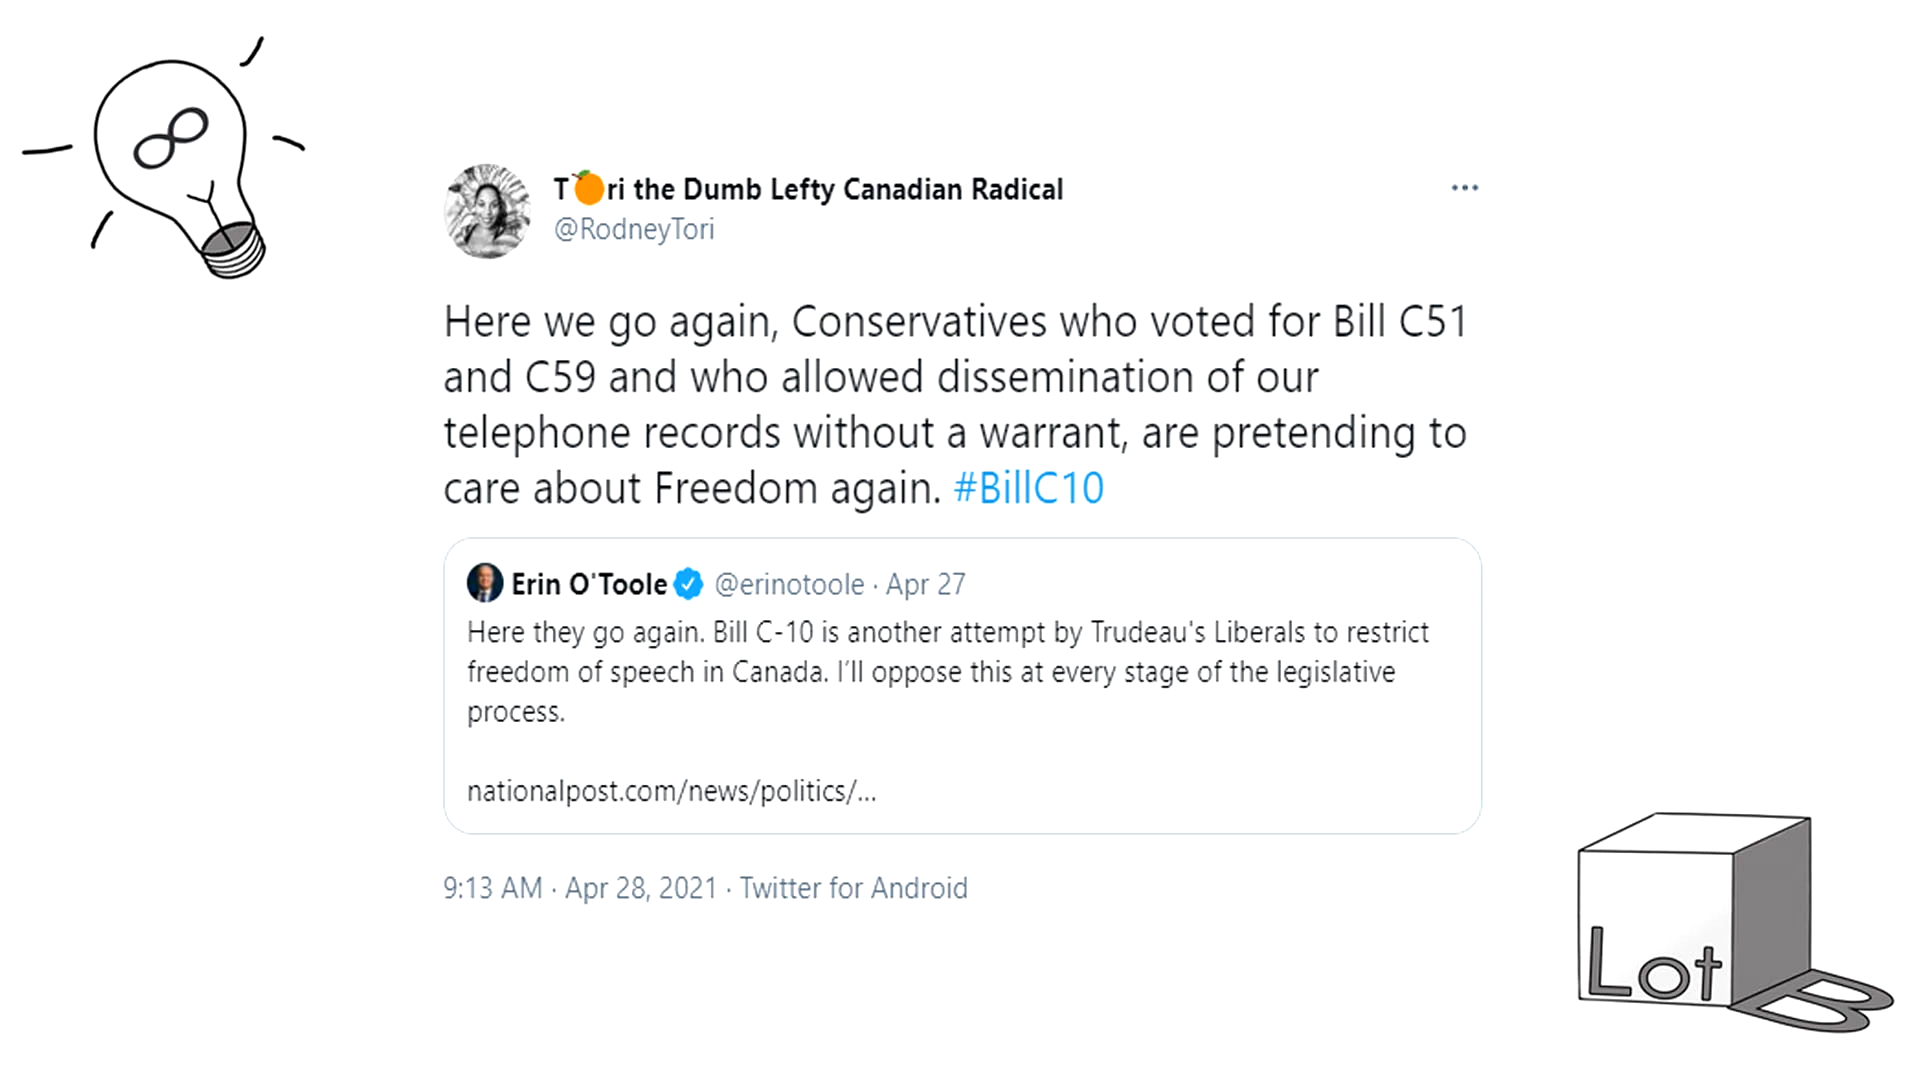 T🍊ri the Dumb Lefty Canadian Radical
@RodneyTori
Here we go again, Conservatives who voted for Bill C51
and C59 and who allowed dissemination of our
telephone records without a warrant, are pretending to
care about Freedom again. #BillC10
Erin O'Toole @erinotoole · Apr 27
Here they go again. Bill C-10 is another attempt by Trudeau's Liberals to restrict
freedom of speech in Canada. I'll oppose this at every stage of the legislative
process.
nationalpost.com/news/politics/...
9:13 AM · Apr 28, 2021 · Twitter for Android
Lot B